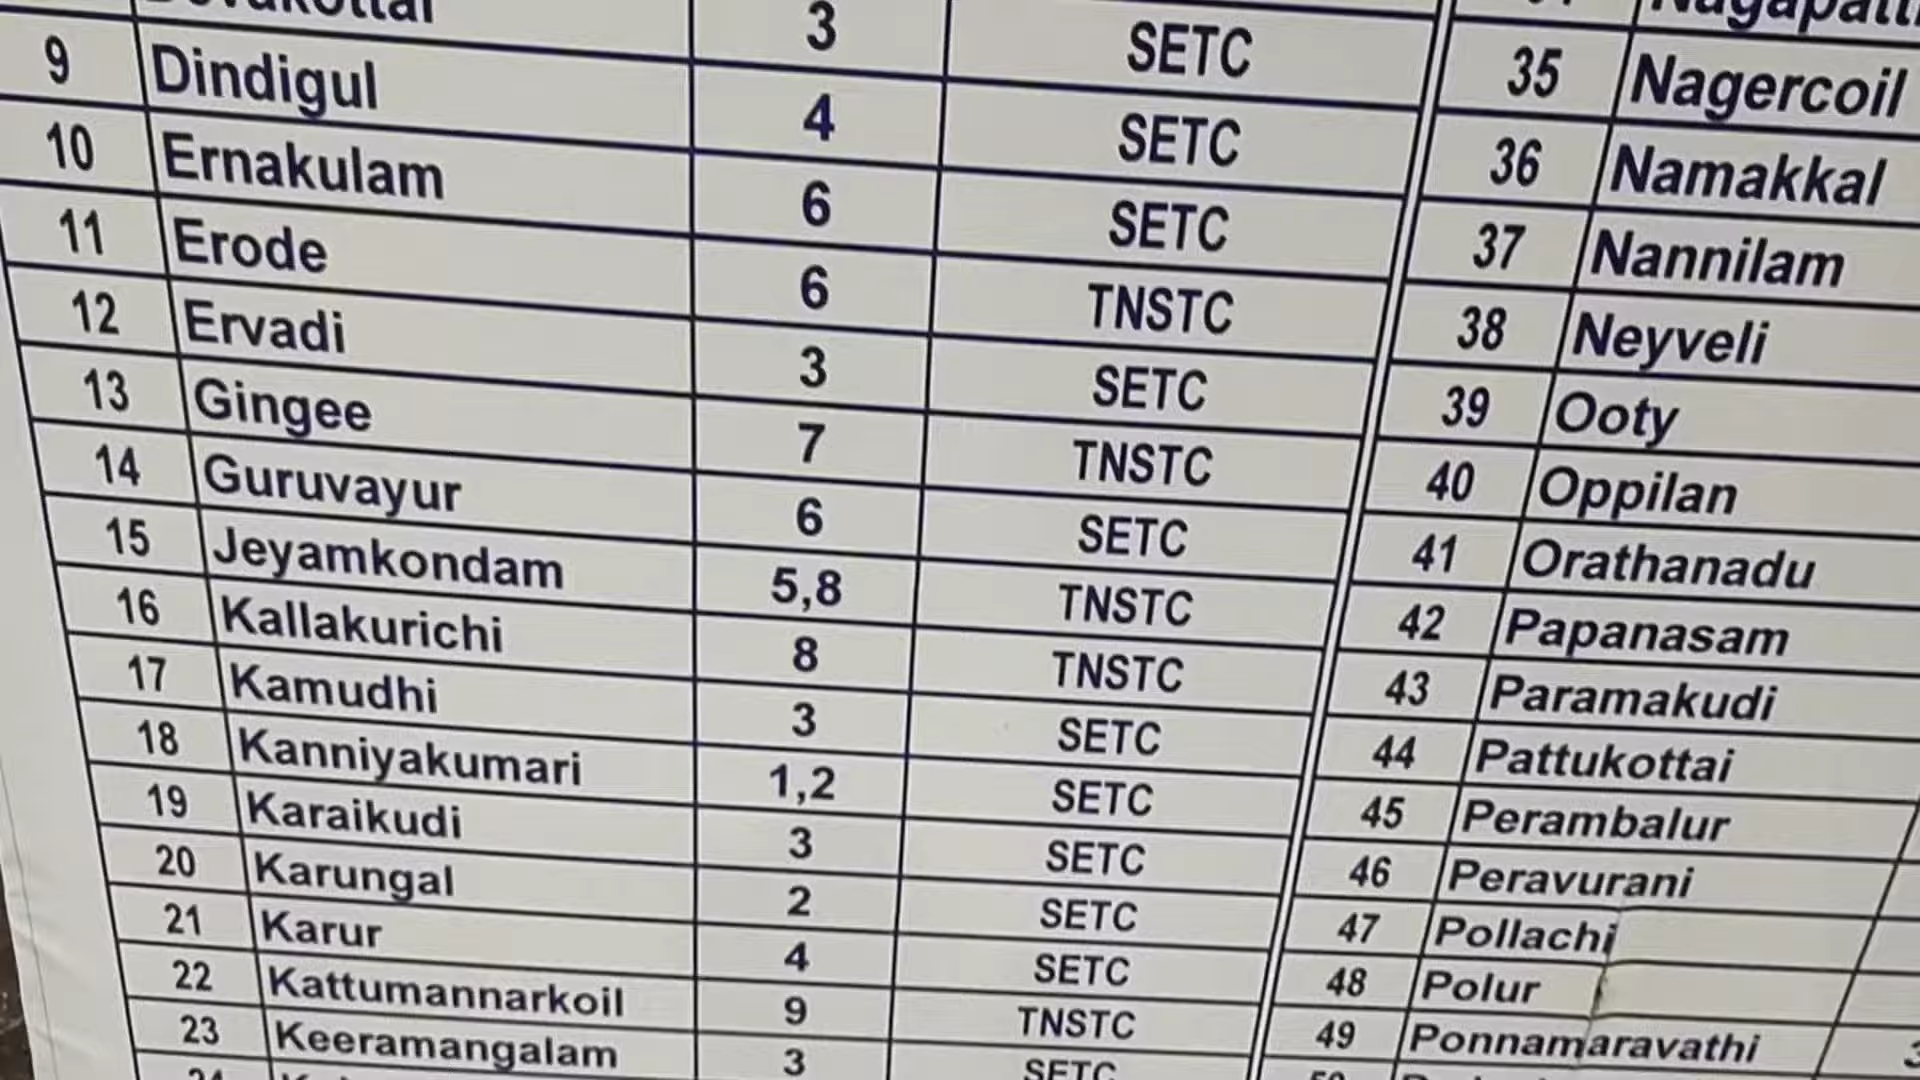 3 SETC
9 Dindigul 4 SETC 35 Nagercoil
10 Ernakulam 6 SETC 36 Namakkal
11 Erode 6 TNSTC 37 Nannilam
12 Ervadi 3 SETC 38 Neyveli
13 Gingee 7 TNSTC 39 Ooty
14 Guruvayur 6 SETC 40 Oppilan
15 Jeyamkondam 5,8 TNSTC 41 Orathanadu
16 Kallakurichi 8 TNSTC 42 Papanasam
17 Kamudhi 3 SETC 43 Paramakudi
18 Kanniyakumari 1,2 SETC 44 Pattukottai
19 Karaikudi 3 SETC 45 Perambalur
20 Karungal 2 SETC 46 Peravurani
21 Karur 4 SETC 47 Pollachi
22 Kattumannarkoil 9 TNSTC 48 Polur
23 Keeramangalam 3 SETC 49 Ponnamaravathi